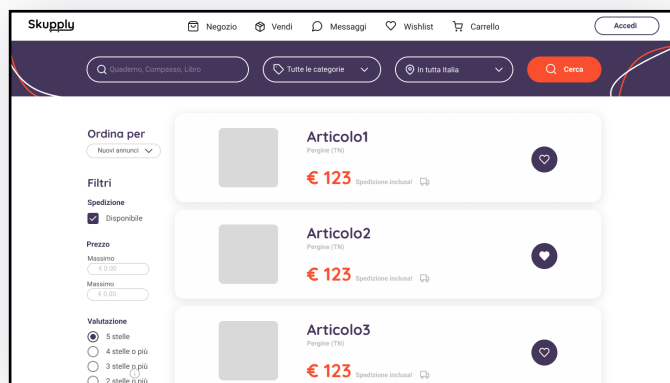 Skupply
Negozio Vendi Messaggi Wishlist Carrello
Accedi
Quaderno, Compasso, Libro
Tutte le categorie
In tutta Italia
Cerca
Ordina per
Nuovi annunci
Filtri
Spedizione
Disponibile
Prezzo
Massimo
€ 0.00
Massimo
€ 0,00
Valutazione
5 stelle
4 stelle o più
3 stelle o più
2 stelle o più
Articolo1
Pergine (TN)
€ 123 Spedizione inclusa!
Articolo2
Pergine (TN)
€ 123 Spedizione inclusa!
Articolo3
Pergine (TN)
€ 123 Spedizione inclusa!